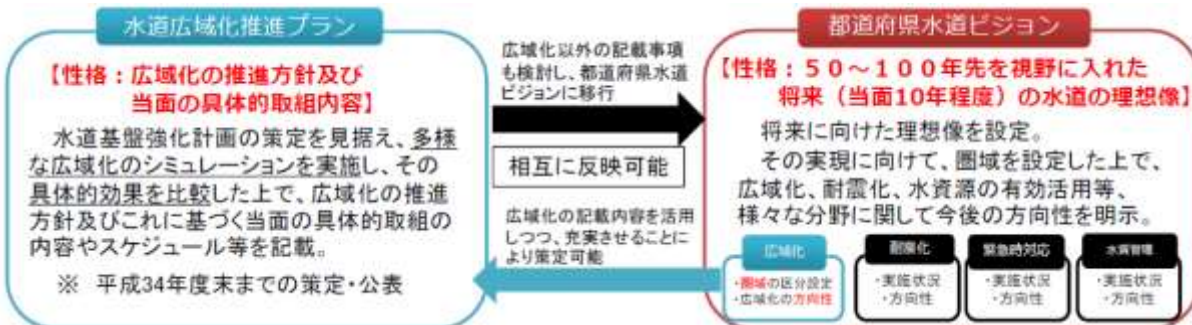 水道広域化推進プラン
【性格：広域化の推進方針及び
当面の具体的取組内容】
水道基盤強化計画の策定を見据え、多様
な広域化のシミュレーションを実施し、その
具体的効果を比較した上で、広域化の推進
方針及びこれに基づく当面の具体的取組の
内容やスケジュール等を記載。
※ 平成34年度末までの策定・公表
広域化以外の記載事項
も検討し、都道府県水道
ビジョンに移行
相互に反映可能
広域化の記載内容を活用
しつつ、充実させることに
より策定可能
都道府県水道ビジョン
【性格：５０～１００年先を視野に入れた
将来（当面10年程度）の水道の理想像】
将来に向けた理想像を設定。
その実現に向けて、圏域を設定した上で、
広域化、耐震化、水資源の有効活用等、
様々な分野に関して今後の方向性を明示。
広域化
・圏域の区分設定
・広域化の方向性
耐震化
・実施状況
・方向性
緊急時対応
・実施状況
・方向性
水質管理
・実施状況
・方向性